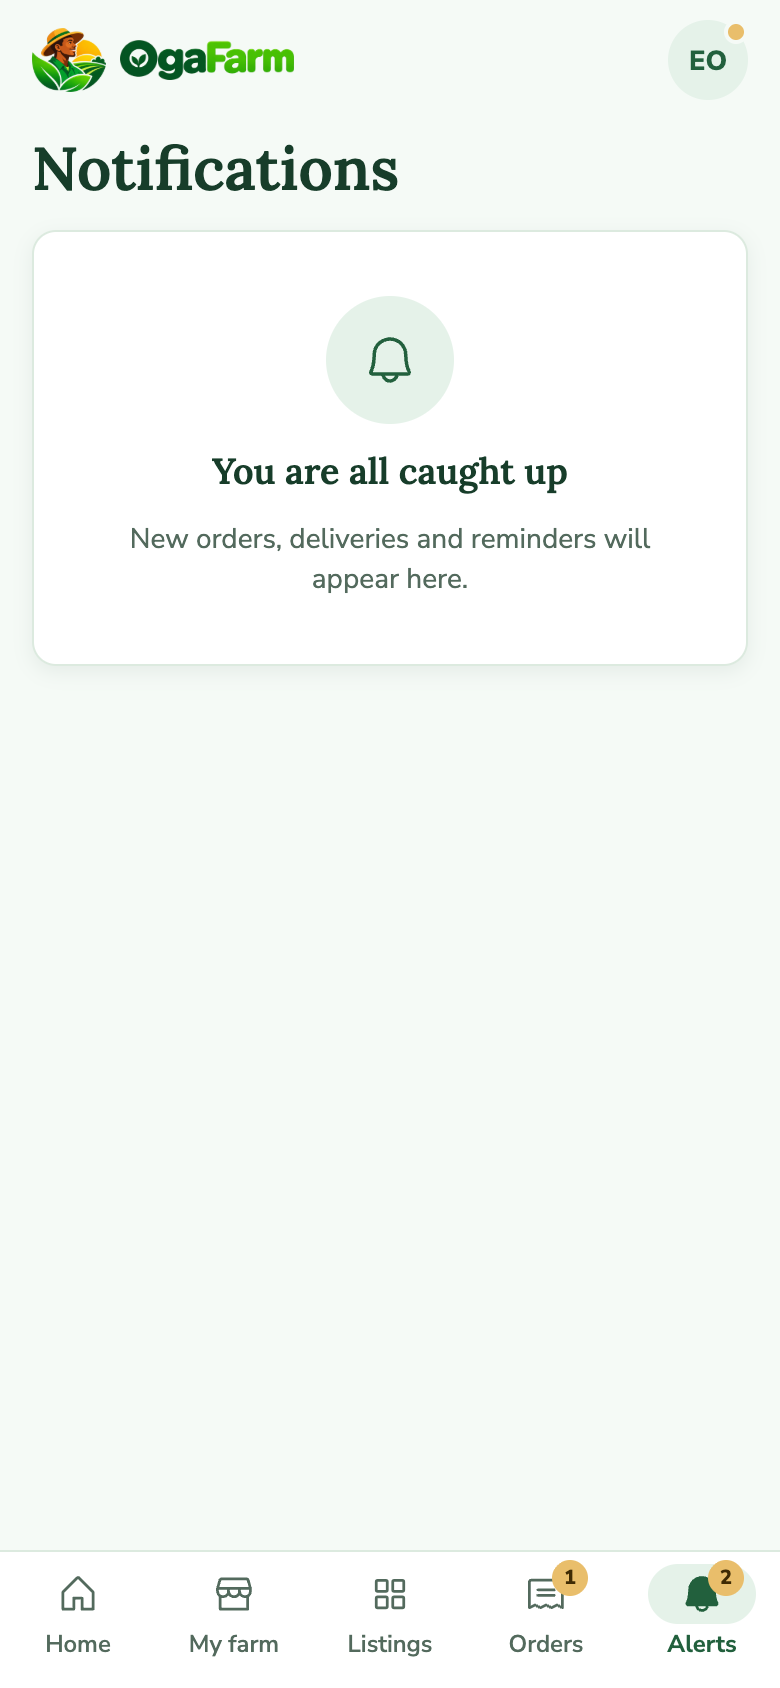 OgaFarm
EO
Notifications
You are all caught up
New orders, deliveries and reminders will
appear here.
1
2
Home
My farm
Listings
Orders
Alerts